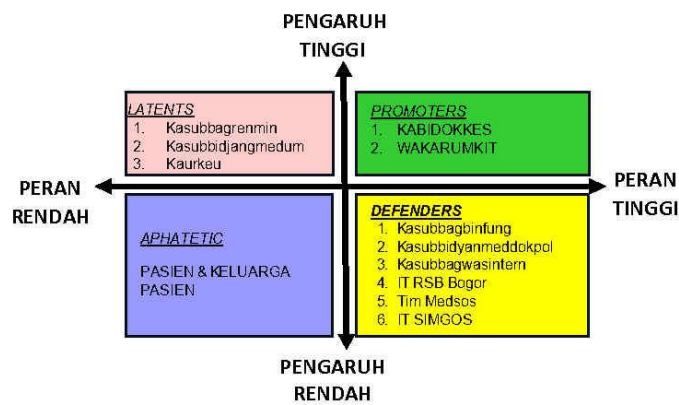 PENGARUH
TINGGI
LATENTS
1. Kasubbagrenmin
2. Kasubbidjangmedum
3. Kaurkeu
PROMOTERS
1. KABIDOKKES
2. WAKARUMKIT
PERAN
RENDAH
PERAN
TINGGI
APHATETIC
PASIEN & KELUARGA
PASIEN
DEFENDERS
1. Kasubbagbinfung
2. Kasubbidyanmeddokpol
3. Kasubbagwasintern
4. IT RSB Bogor
5. Tim Medsos
6. IT SIMGOS
PENGARUH
RENDAH